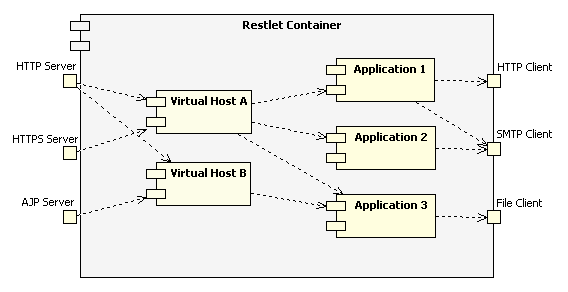 Restlet Container
HTTP Server
HTTPS Server
AJP Server
Virtual Host A
Virtual Host B
Application 1
Application 2
Application 3
HTTP Client
SMTP Client
File Client